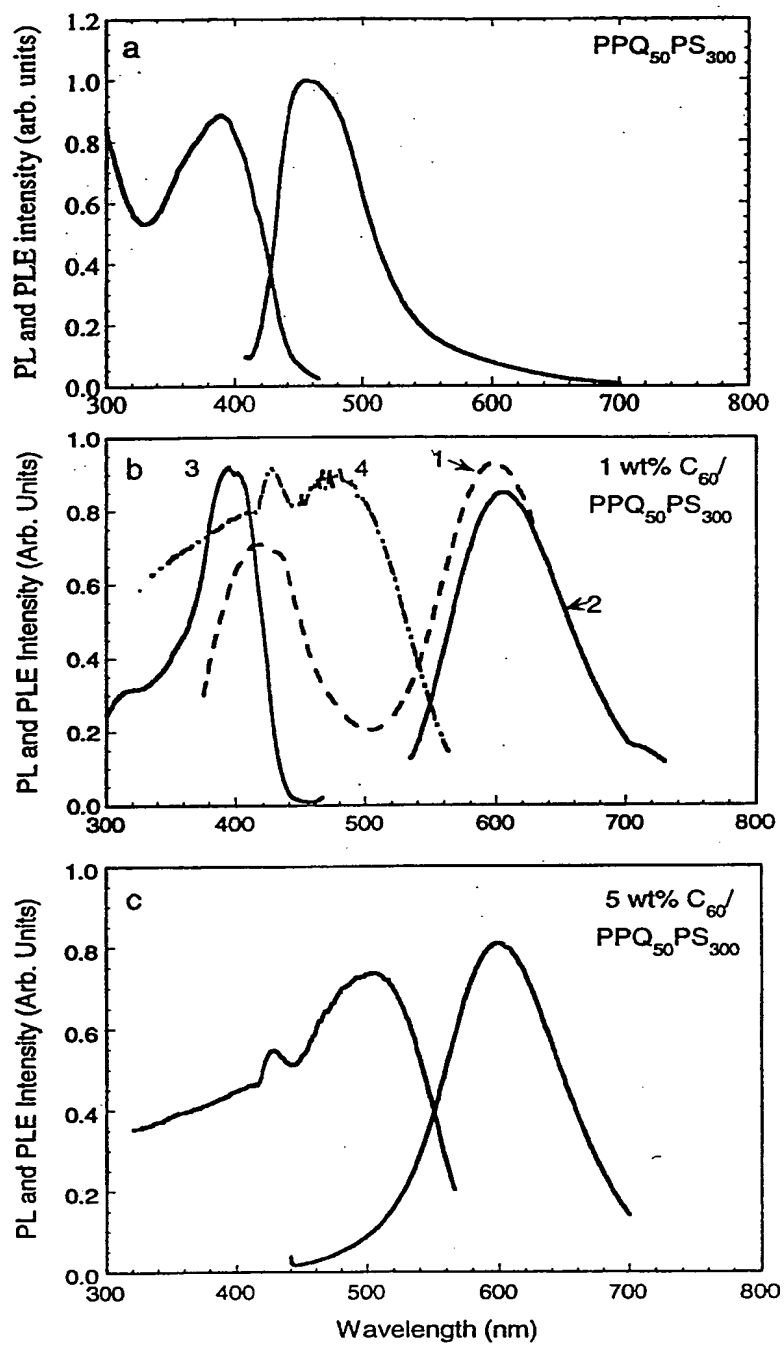 a
PPQ₅₀PS₃₀₀
PL and PLE intensity (arb. units)
1.2
1.0
0.8
0.6
0.4
0.2
0.0
300 400 500 600 700 800
b
3
4
1
2
1 wt% C₆₀/
PPQ₅₀PS₃₀₀
PL and PLE Intensity (Arb. Units)
1.0
0.8
0.6
0.4
0.2
0.0
300 400 500 600 700 800
c
5 wt% C₆₀/
PPQ₅₀PS₃₀₀
PL and PLE Intensity (Arb. Units)
1.0
0.8
0.6
0.4
0.2
0.0
300 400 500 600 700 800
Wavelength (nm)